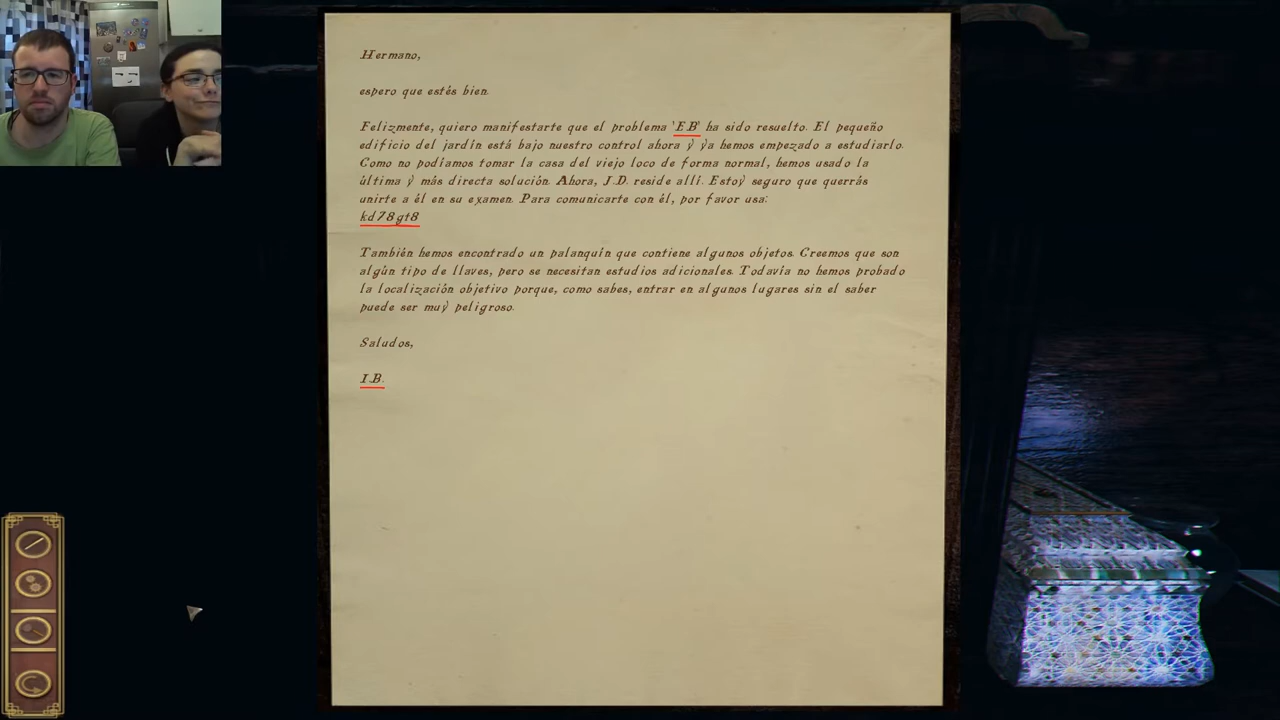 Hermano,
espero que estés bien.
Felizmente, quiero manifestarte que el problema 'EB' ha sido resuelto. El pequeño
edificio del jardín está bajo nuestro control ahora y ya hemos empezado a estudiarlo.
Como no podíamos tomar la casa del viejo loco de forma normal, hemos usado la
última y más directa solución. Ahora, J.D. reside allí. Estoy seguro que querrás
unirte a él en su examen. Para comunicarte con él, por favor usa:
kd78gt8
También hemos encontrado un palanquín que contiene algunos objetos. Creemos que son
algún tipo de llaves, pero se necesitan estudios adicionales. Todavía no hemos probado
la localización objetivo porque, como sabes, entrar en algunos lugares sin el saber
puede ser muy peligroso.
Saludos,
I.B.